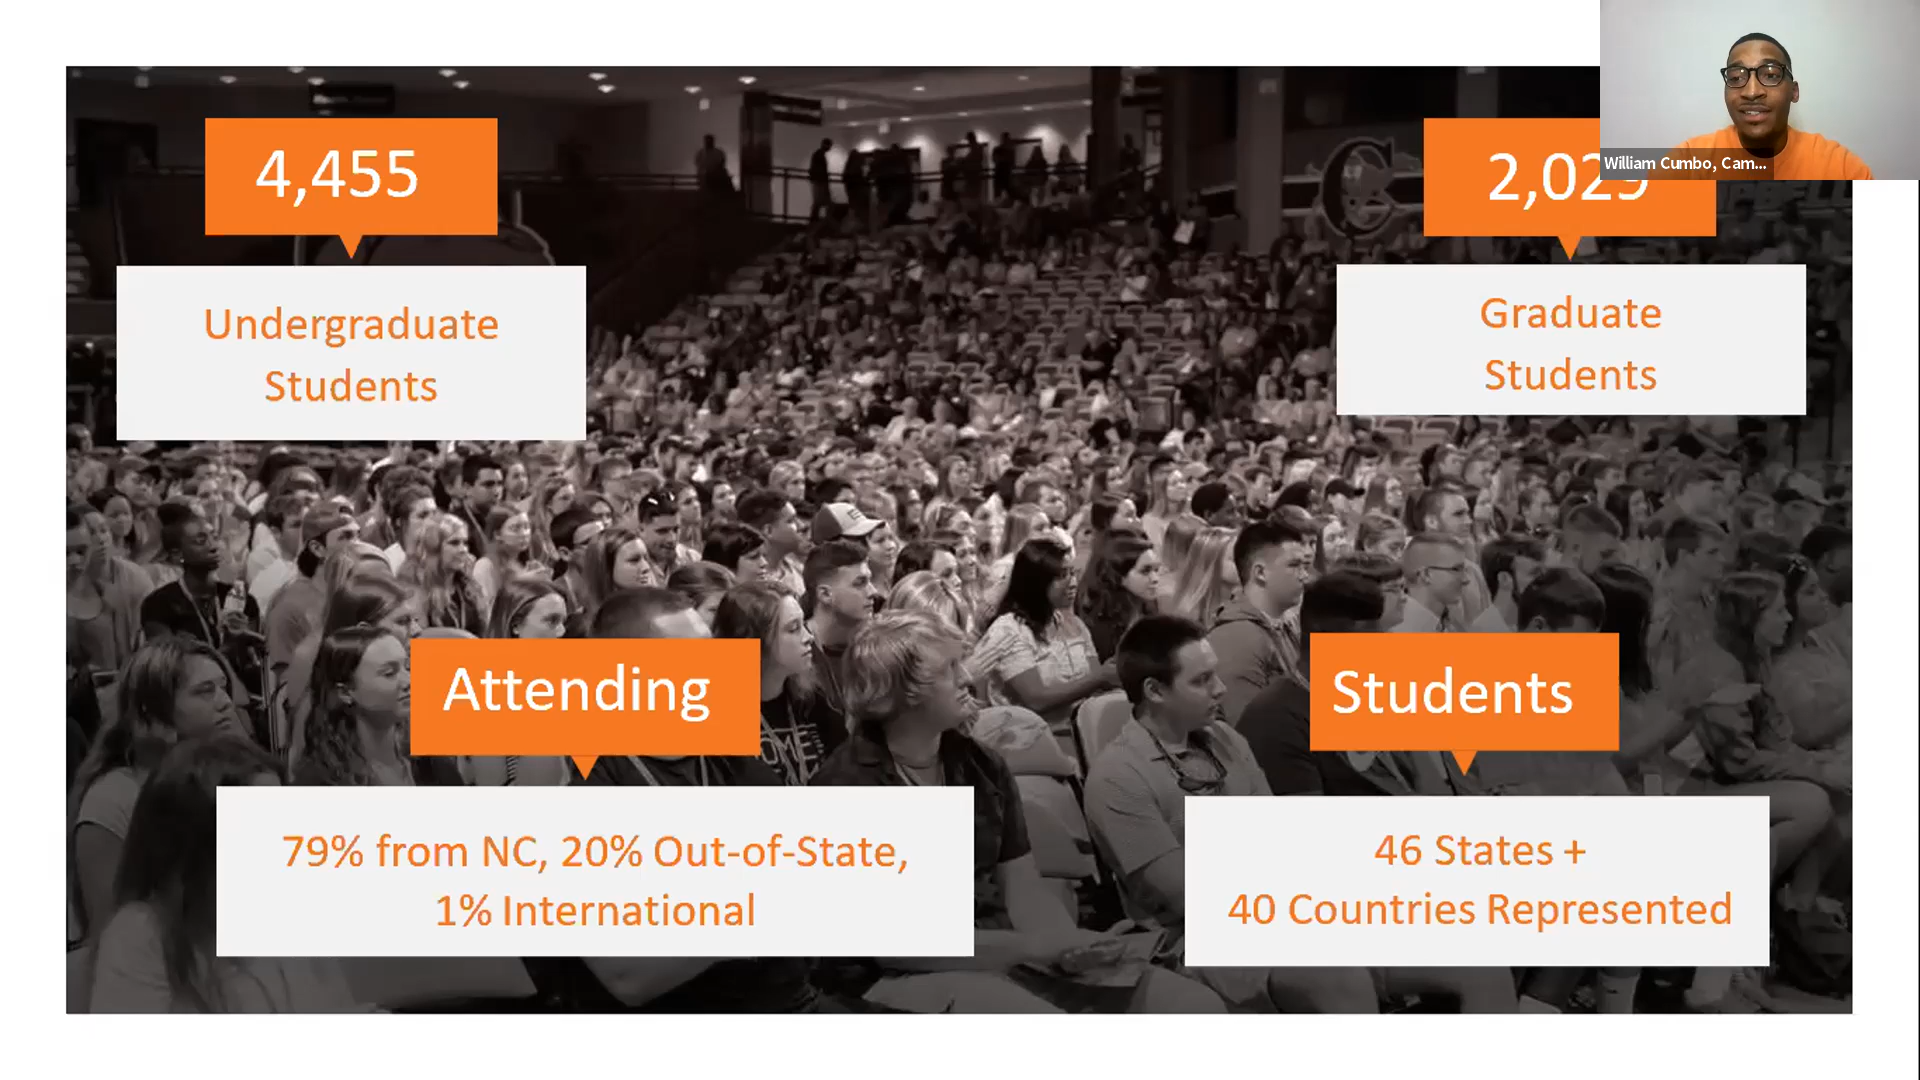 4,455
Undergraduate
Students
William Cumbo, Cam...
Graduate
Students
Attending
79% from NC, 20% Out-of-State,
1% International
Students
46 States +
40 Countries Represented